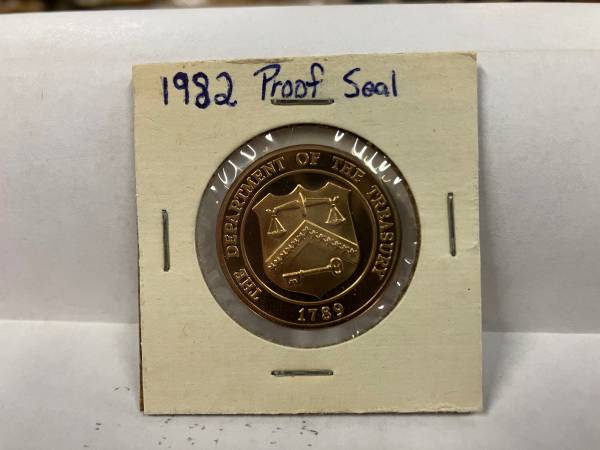 1982 Proof Seal
THE DEPARTMENT OF THE TREASURY
1789